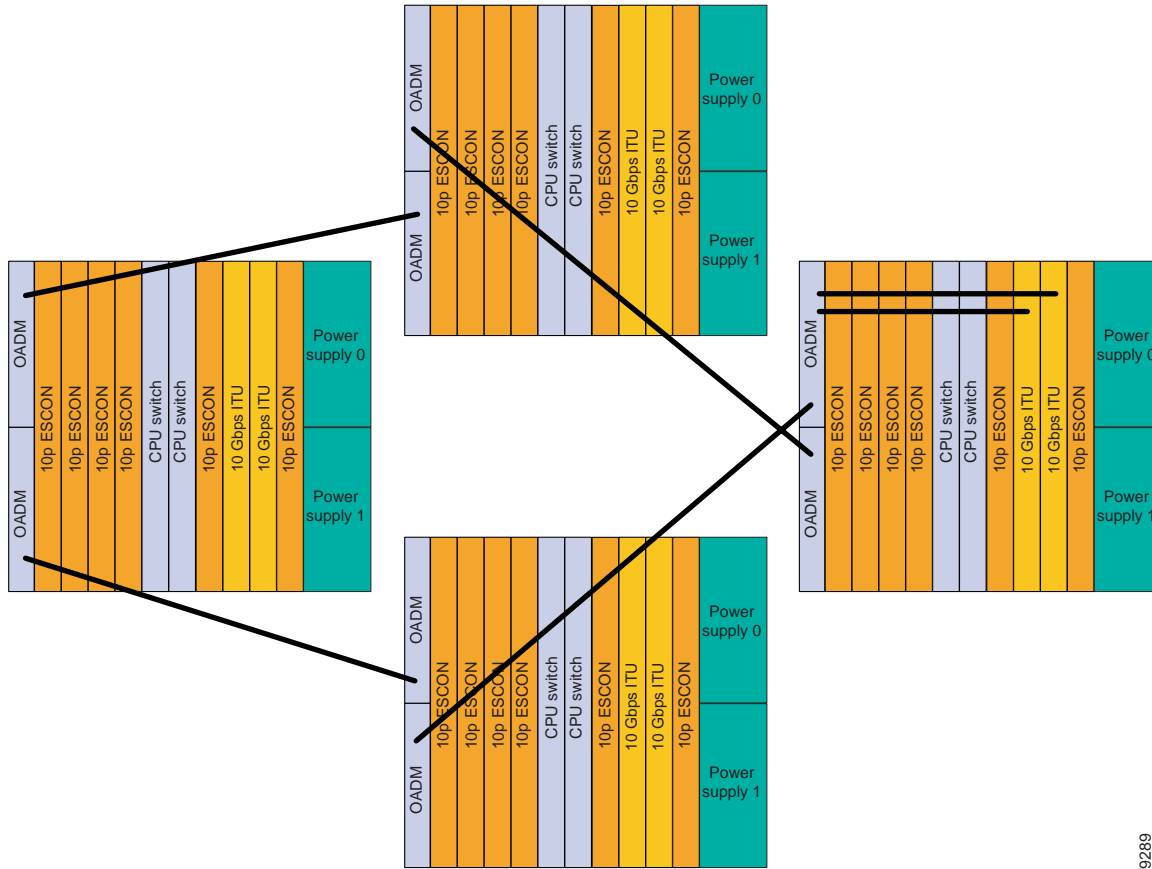 OADM
OADM
10p ESCON
10p ESCON
10p ESCON
10p ESCON
CPU switch
CPU switch
10p ESCON
10 Gbps ITU
10 Gbps ITU
10p ESCON
Power
supply 0
Power
supply 1
OADM
OADM
10p ESCON
10p ESCON
10p ESCON
10p ESCON
CPU switch
CPU switch
10p ESCON
10 Gbps ITU
10 Gbps ITU
10p ESCON
Power
supply 0
Power
supply 1
OADM
OADM
10p ESCON
10p ESCON
10p ESCON
10p ESCON
CPU switch
CPU switch
10p ESCON
10 Gbps ITU
10 Gbps ITU
10p ESCON
Power
supply 0
Power
supply 1
OADM
OADM
10p ESCON
10p ESCON
10p ESCON
10p ESCON
CPU switch
CPU switch
10p ESCON
10 Gbps ITU
10 Gbps ITU
10p ESCON
Power
supply 0
Power
supply 1
9289